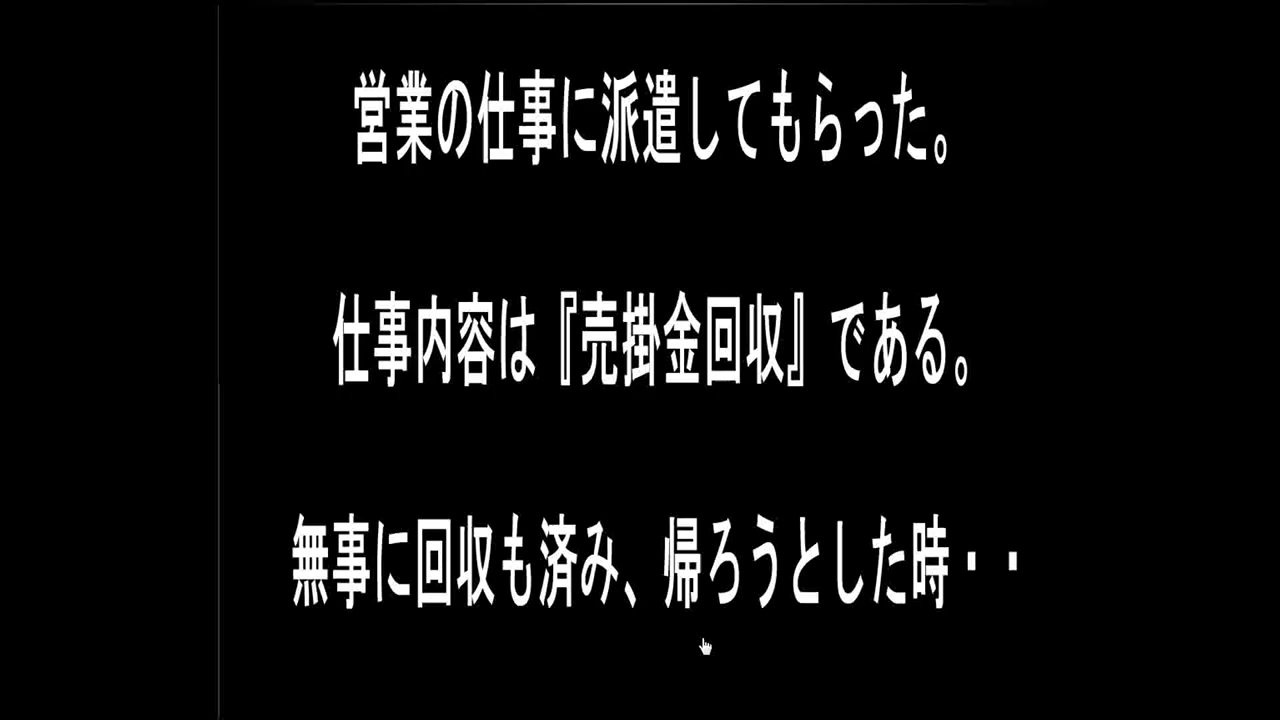 営業の仕事に派遣してもらった。
仕事内容は『売掛金回収』である。
無事に回収も済み、帰ろうとした時・・